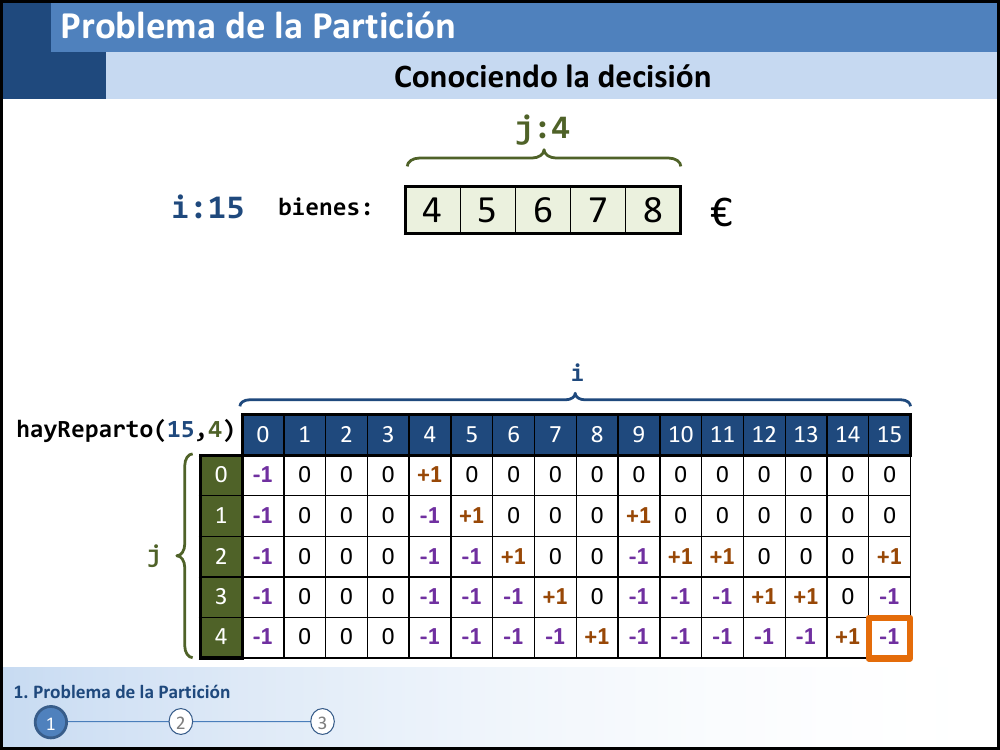 Problema de la Partición
Conociendo la decisión
j:4
i:15 bienes: 4 5 6 7 8 €
i
hayReparto(15,4) 0 1 2 3 4 5 6 7 8 9 10 11 12 13 14 15
0 -1 0 0 0 +1 0 0 0 0 0 0 0 0 0 0 0
1 -1 0 0 0 -1 +1 0 0 0 +1 0 0 0 0 0 0
j 2 -1 0 0 0 -1 -1 +1 0 0 -1 +1 +1 0 0 0 +1
3 -1 0 0 0 -1 -1 -1 +1 0 -1 -1 -1 +1 +1 0 -1
4 -1 0 0 0 -1 -1 -1 -1 +1 -1 -1 -1 -1 -1 +1 -1
1. Problema de la Partición
1 2 3